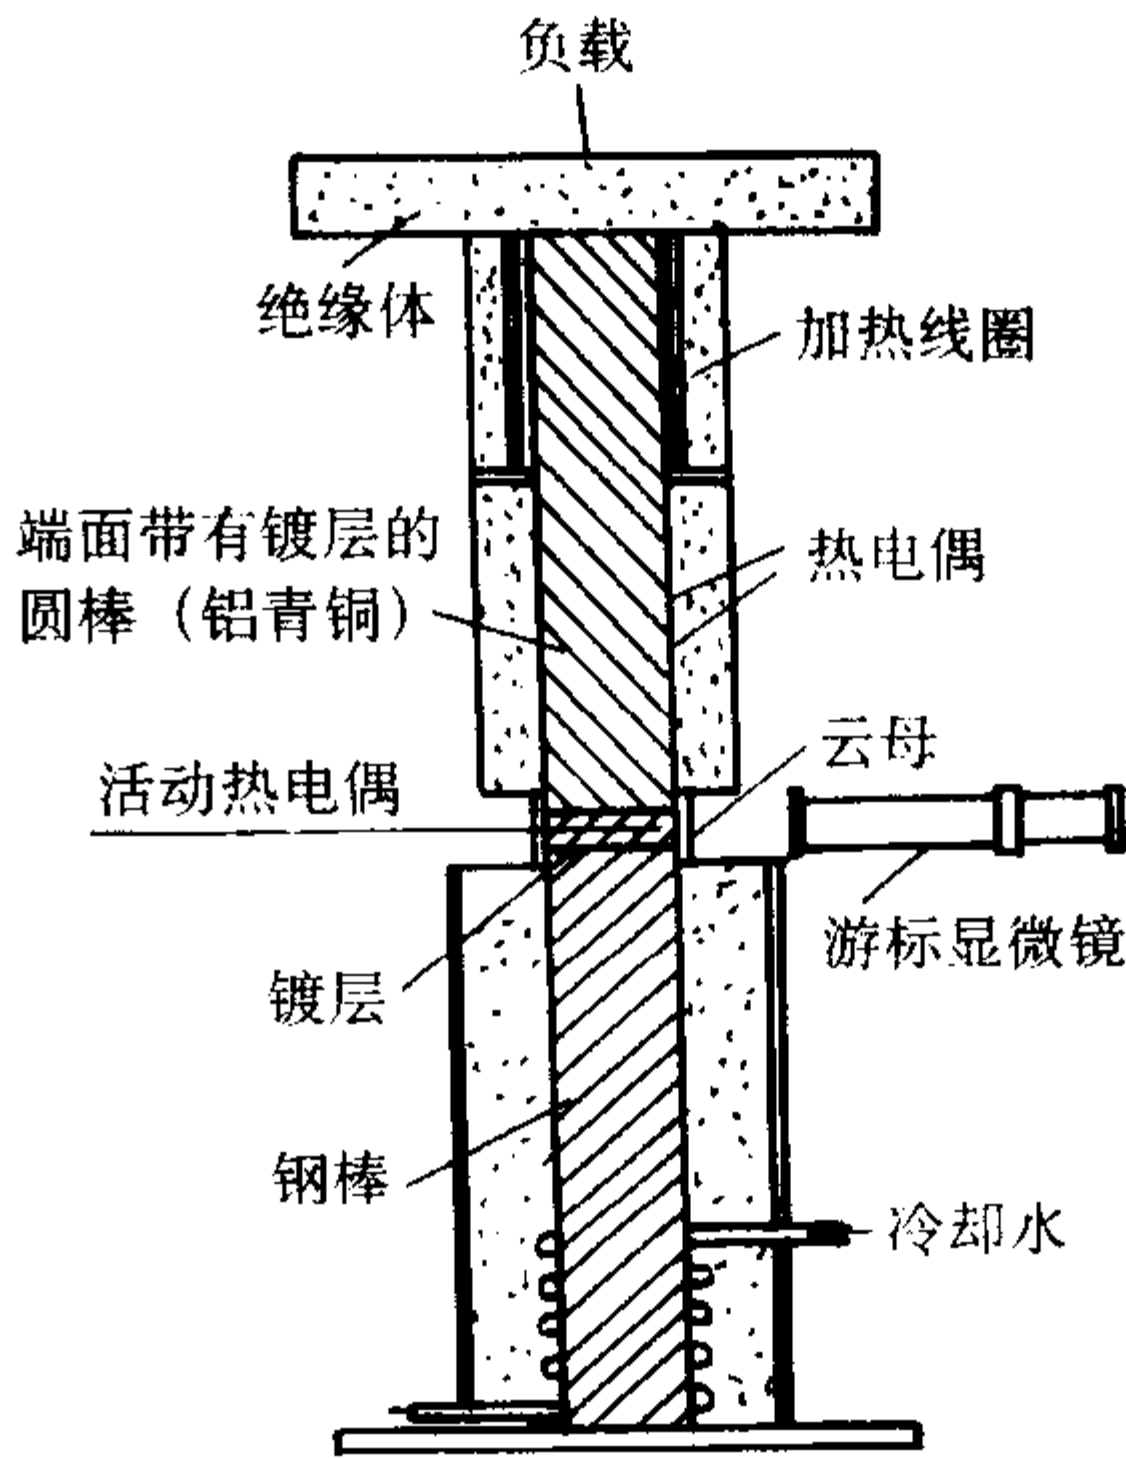 负载
绝缘体
加热线圈
端面带有镀层的
圆棒（铝青铜）
热电偶
云母
活动热电偶
游标显微镜
镀层
钢棒
冷却水